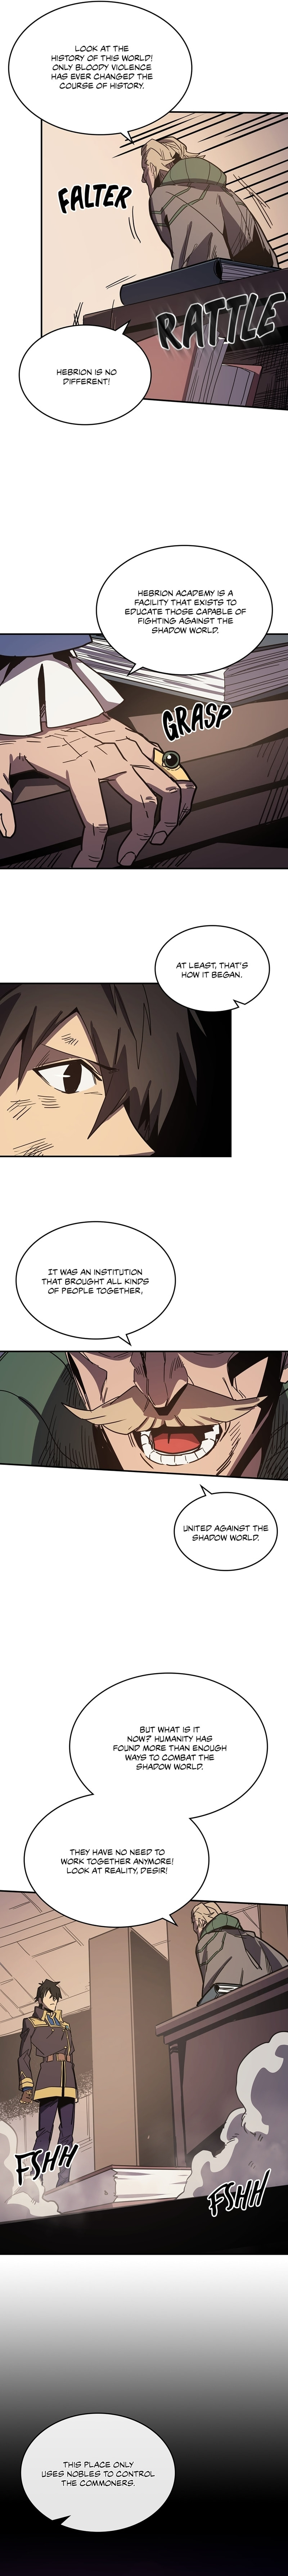 LOOK AT THE
HISTORY OF THIS WORLD!
ONLY BLOODY VIOLENCE
HAS EVER CHANGED THE
COURSE OF HISTORY.
FALTER
RATTLE
HEBRION IS NO
DIFFERENT!
HEBRION ACADEMY IS A
FACILITY THAT EXISTS TO
EDUCATE THOSE CAPABLE OF
FIGHTING AGAINST THE
SHADOW WORLD.
GRASP
AT LEAST, THAT'S
HOW IT BEGAN.
IT WAS AN INSTITUTION
THAT BROUGHT ALL KINDS
OF PEOPLE TOGETHER,
UNITED AGAINST THE
SHADOW WORLD.
BUT WHAT IS IT
NOW? HUMANITY HAS
FOUND MORE THAN ENOUGH
WAYS TO COMBAT THE
SHADOW WORLD.
THEY HAVE NO NEED TO
WORK TOGETHER ANYMORE!
LOOK AT REALITY, DESIR!
FSHH
FSHH
THIS PLACE ONLY
USES NOBLES TO CONTROL
THE COMMONERS.